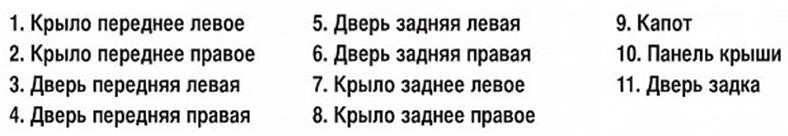 1. Крыло переднее левое
2. Крыло переднее правое
3. Дверь передняя левая
4. Дверь передняя правая
5. Дверь задняя левая
6. Дверь задняя правая
7. Крыло заднее левое
8. Крыло заднее правое
9. Капот
10. Панель крыши
11. Дверь задка